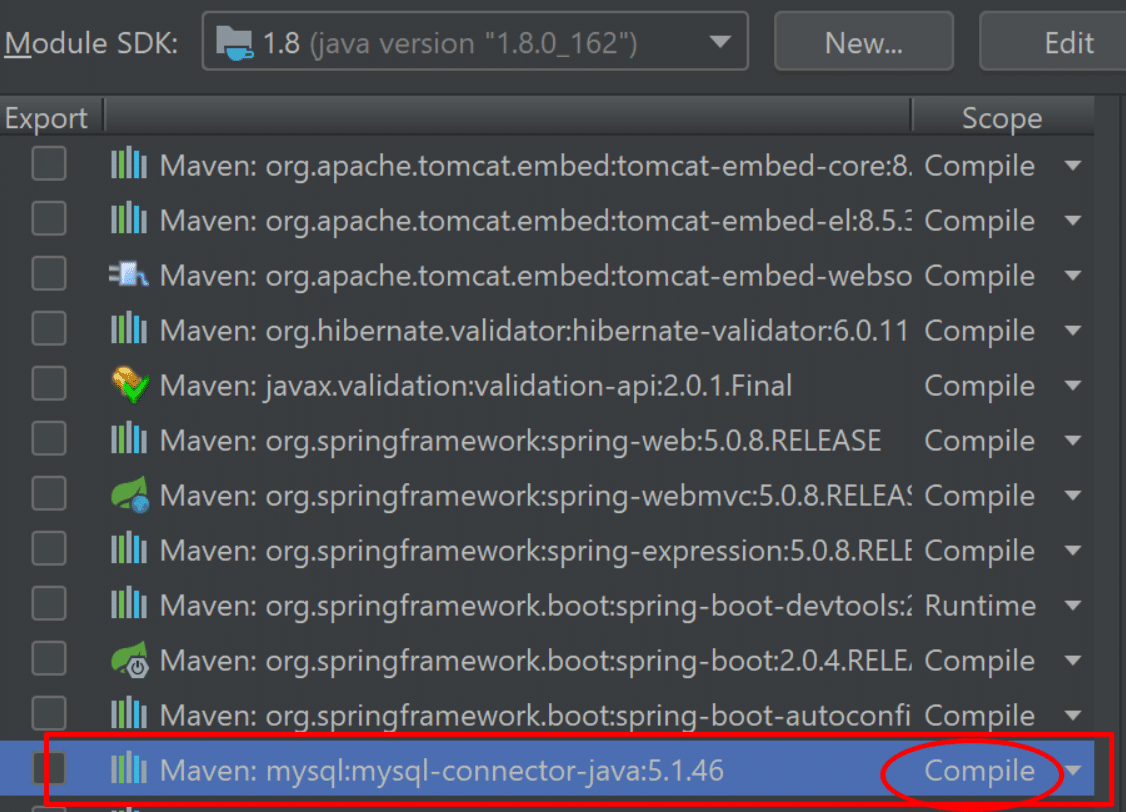 Module SDK: 1.8 (java version "1.8.0_162") New... Edit
Export Scope
Maven: org.apache.tomcat.embed:tomcat-embed-core:8. Compile
Maven: org.apache.tomcat.embed:tomcat-embed-el:8.5.3 Compile
Maven: org.apache.tomcat.embed:tomcat-embed-webso Compile
Maven: org.hibernate.validator:hibernate-validator:6.0.11 Compile
Maven: javax.validation:validation-api:2.0.1.Final Compile
Maven: org.springframework:spring-web:5.0.8.RELEASE Compile
Maven: org.springframework:spring-webmvc:5.0.8.RELEAS Compile
Maven: org.springframework:spring-expression:5.0.8.RELE Compile
Maven: org.springframework.boot:spring-boot-devtools:2 Runtime
Maven: org.springframework.boot:spring-boot:2.0.4.RELEA Compile
Maven: org.springframework.boot:spring-boot-autoconfi Compile
Maven: mysql:mysql-connector-java:5.1.46 Compile